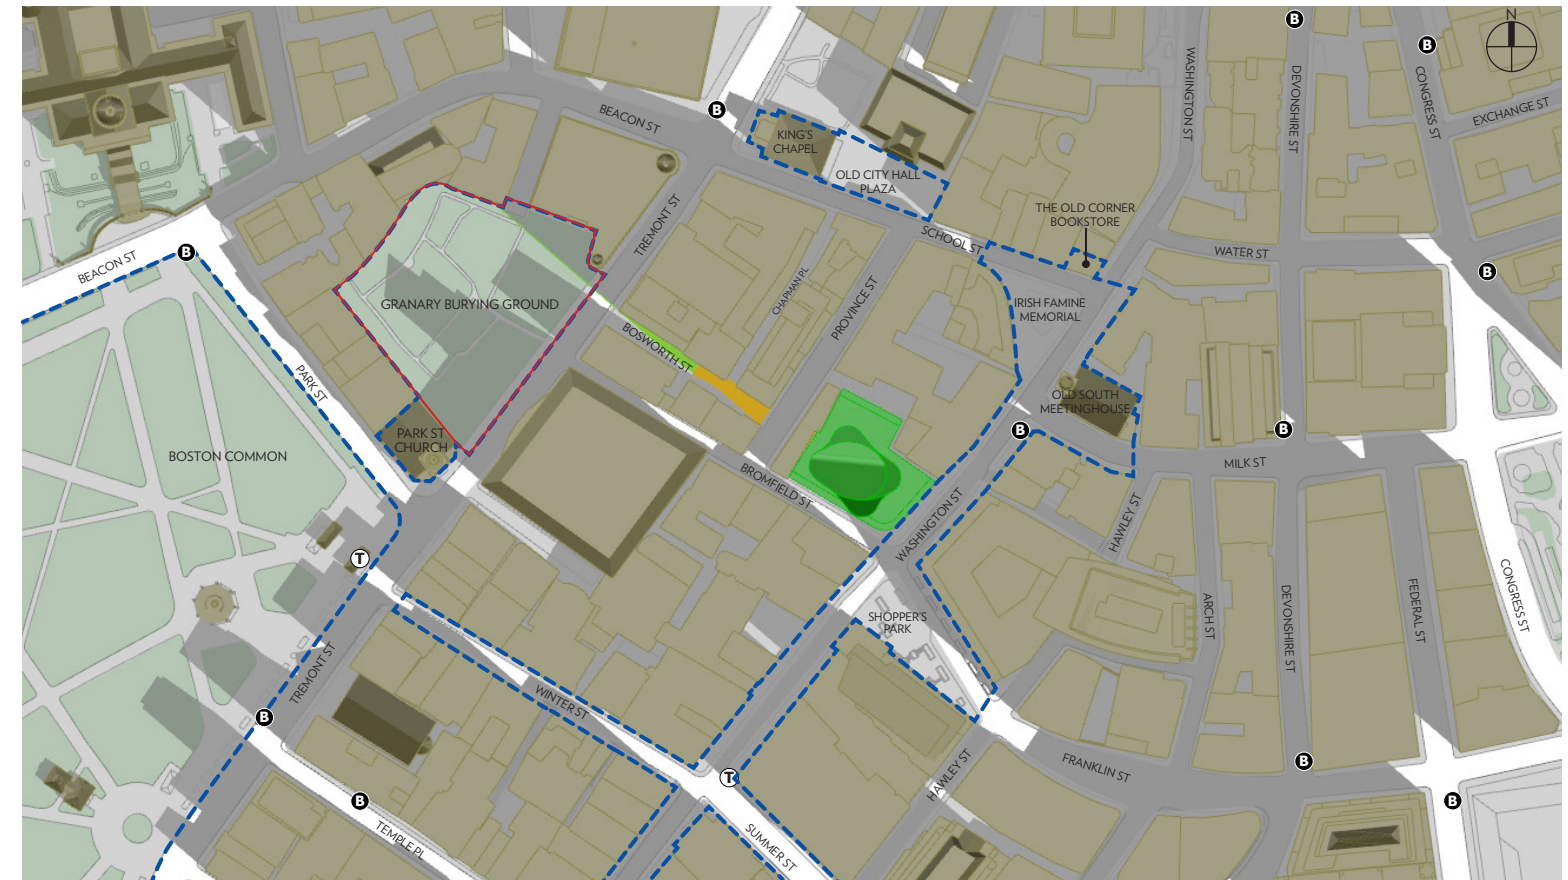 N
B
B
B
BEACON ST
WASHINGTON ST
DEVONSHIRE ST
CONGRESS ST
EXCHANGE ST
KING'S
CHAPEL
OLD CITY HALL
PLAZA
THE OLD CORNER
BOOKSTORE
TREMONT ST
SCHOOL ST
WATER ST
B
BEACON ST
B
GRANARY BURYING GROUND
CHAPMAN PL
PROVINCE ST
IRISH FAMINE
MEMORIAL
BOSWORTH ST
PARK ST
OLD SOUTH
MEETINGHOUSE
PARK ST
CHURCH
BOSTON COMMON
B
B
MILK ST
BROMFIELD ST
WASHINGTON ST
HAWLEY ST
T
SHOPPER'S
PARK
ARCH ST
DEVONSHIRE ST
FEDERAL ST
CONGRESS ST
TREMONT ST
WINTER ST
B
HAWLEY ST
FRANKLIN ST
B
T
B
B
TEMPLE PL
SUMMER ST